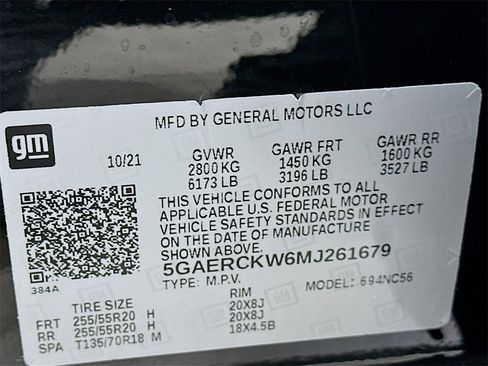 MFD BY GENERAL MOTORS LLC
gm
10/21
GVWR GAWR FRT GAWR RR
2800 KG 1450 KG 1600 KG
6173 LB 3196 LB 3527 LB
THIS VEHICLE CONFORMS TO ALL
APPLICABLE U.S. FEDERAL MOTOR
VEHICLE SAFETY STANDARDS IN EFFECT
ON THE DATE OF MANUFACTURE
SHOWN ABOVE.
5GAERCKW6MJ261679
TYPE: M.P.V. MODEL: 694NC56
384A
TIRE SIZE RIM
FRT 255/55R20 H 20X8J
RR 255/55R20 H 20X8J
SPA T135/70R18 M 18X4.5B